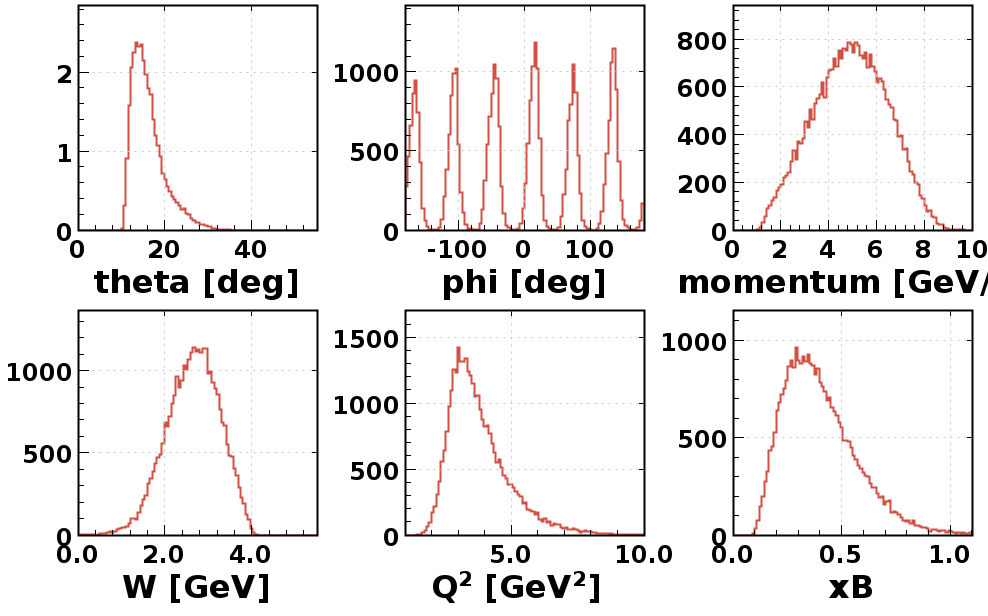 2
1
0
0 20 40
theta [deg]
1000
500
0
-100 0 100
phi [deg]
800
600
400
200
0
0 2 4 6 8 10
momentum [GeV/
1000
500
0
0.0 2.0 4.0
W [GeV]
1500
1000
500
0
5.0 10.0
Q² [GeV²]
1000
500
0
0.0 0.5 1.0
xB